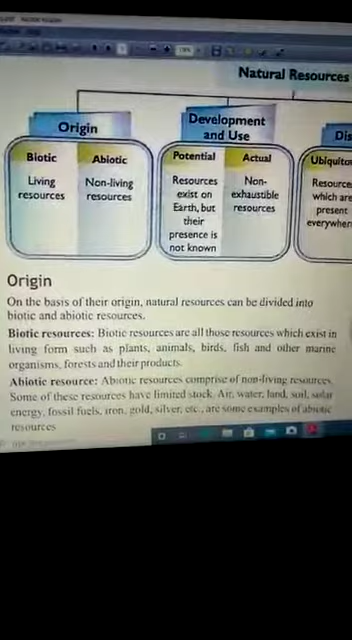 Natural Resources
Origin
Development
and Use
Biotic
Living
resources
Abiotic
Non-living
resources
Potential
Resources
exist on
Earth, but
their
presence is
not known
Actual
Non-
exhaustible
resources
which are
present
Origin
On the basis of their origin, natural resources can be divided into
biotic and abiotic resources.
Biotic resources: Biotic resources are all those resources which exist in
living form such as plants, animals, birds, fish and other marine
organisms, forests and their products.
Abiotic resource: Abiotic resources comprise of non-living resources.
Some of these resources have limited stock. Air, water, land, soil, solar
energy, fossil fuels, iron, gold, silver, etc., are some examples of abiotic
resources